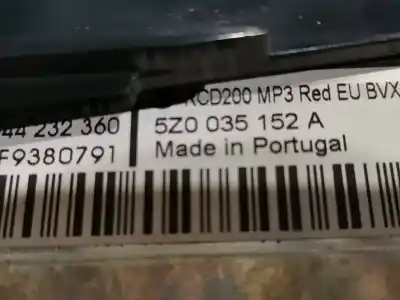 RCD200 MP3 Red EU BVX
44 232 360 5Z0 035 152 A
F9380791 Made in Portugal